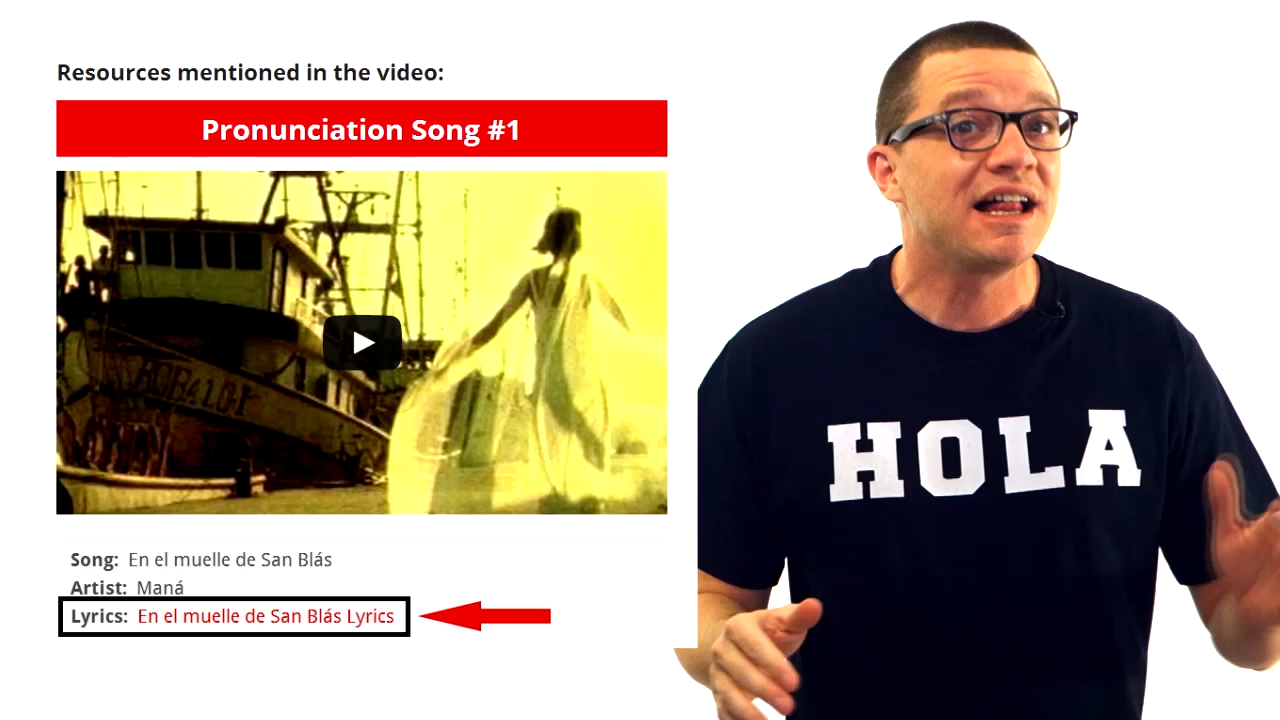 Resources mentioned in the video:
Pronunciation Song #1
Song: En el muelle de San Blás
Artist: Maná
Lyrics: En el muelle de San Blás Lyrics
HOLA